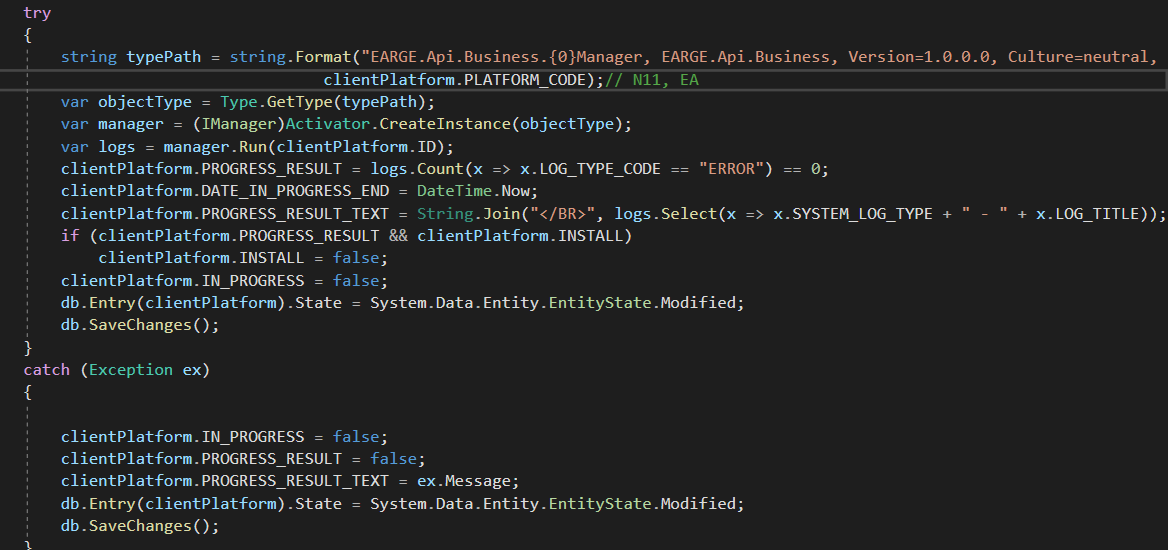 try
{
string typePath = string.Format("EARGE.Api.Business.{0}Manager, EARGE.Api.Business, Version=1.0.0.0, Culture=neutral,
clientPlatform.PLATFORM_CODE);// N11, EA
var objectType = Type.GetType(typePath);
var manager = (IManager)Activator.CreateInstance(objectType);
var logs = manager.Run(clientPlatform.ID);
clientPlatform.PROGRESS_RESULT = logs.Count(x => x.LOG_TYPE_CODE == "ERROR") == 0;
clientPlatform.DATE_IN_PROGRESS_END = DateTime.Now;
clientPlatform.PROGRESS_RESULT_TEXT = String.Join("</BR>", logs.Select(x => x.SYSTEM_LOG_TYPE + " - " + x.LOG_TITLE));
if (clientPlatform.PROGRESS_RESULT && clientPlatform.INSTALL)
clientPlatform.INSTALL = false;
clientPlatform.IN_PROGRESS = false;
db.Entry(clientPlatform).State = System.Data.Entity.EntityState.Modified;
db.SaveChanges();
}
catch (Exception ex)
{
clientPlatform.IN_PROGRESS = false;
clientPlatform.PROGRESS_RESULT = false;
clientPlatform.PROGRESS_RESULT_TEXT = ex.Message;
db.Entry(clientPlatform).State = System.Data.Entity.EntityState.Modified;
db.SaveChanges();
}